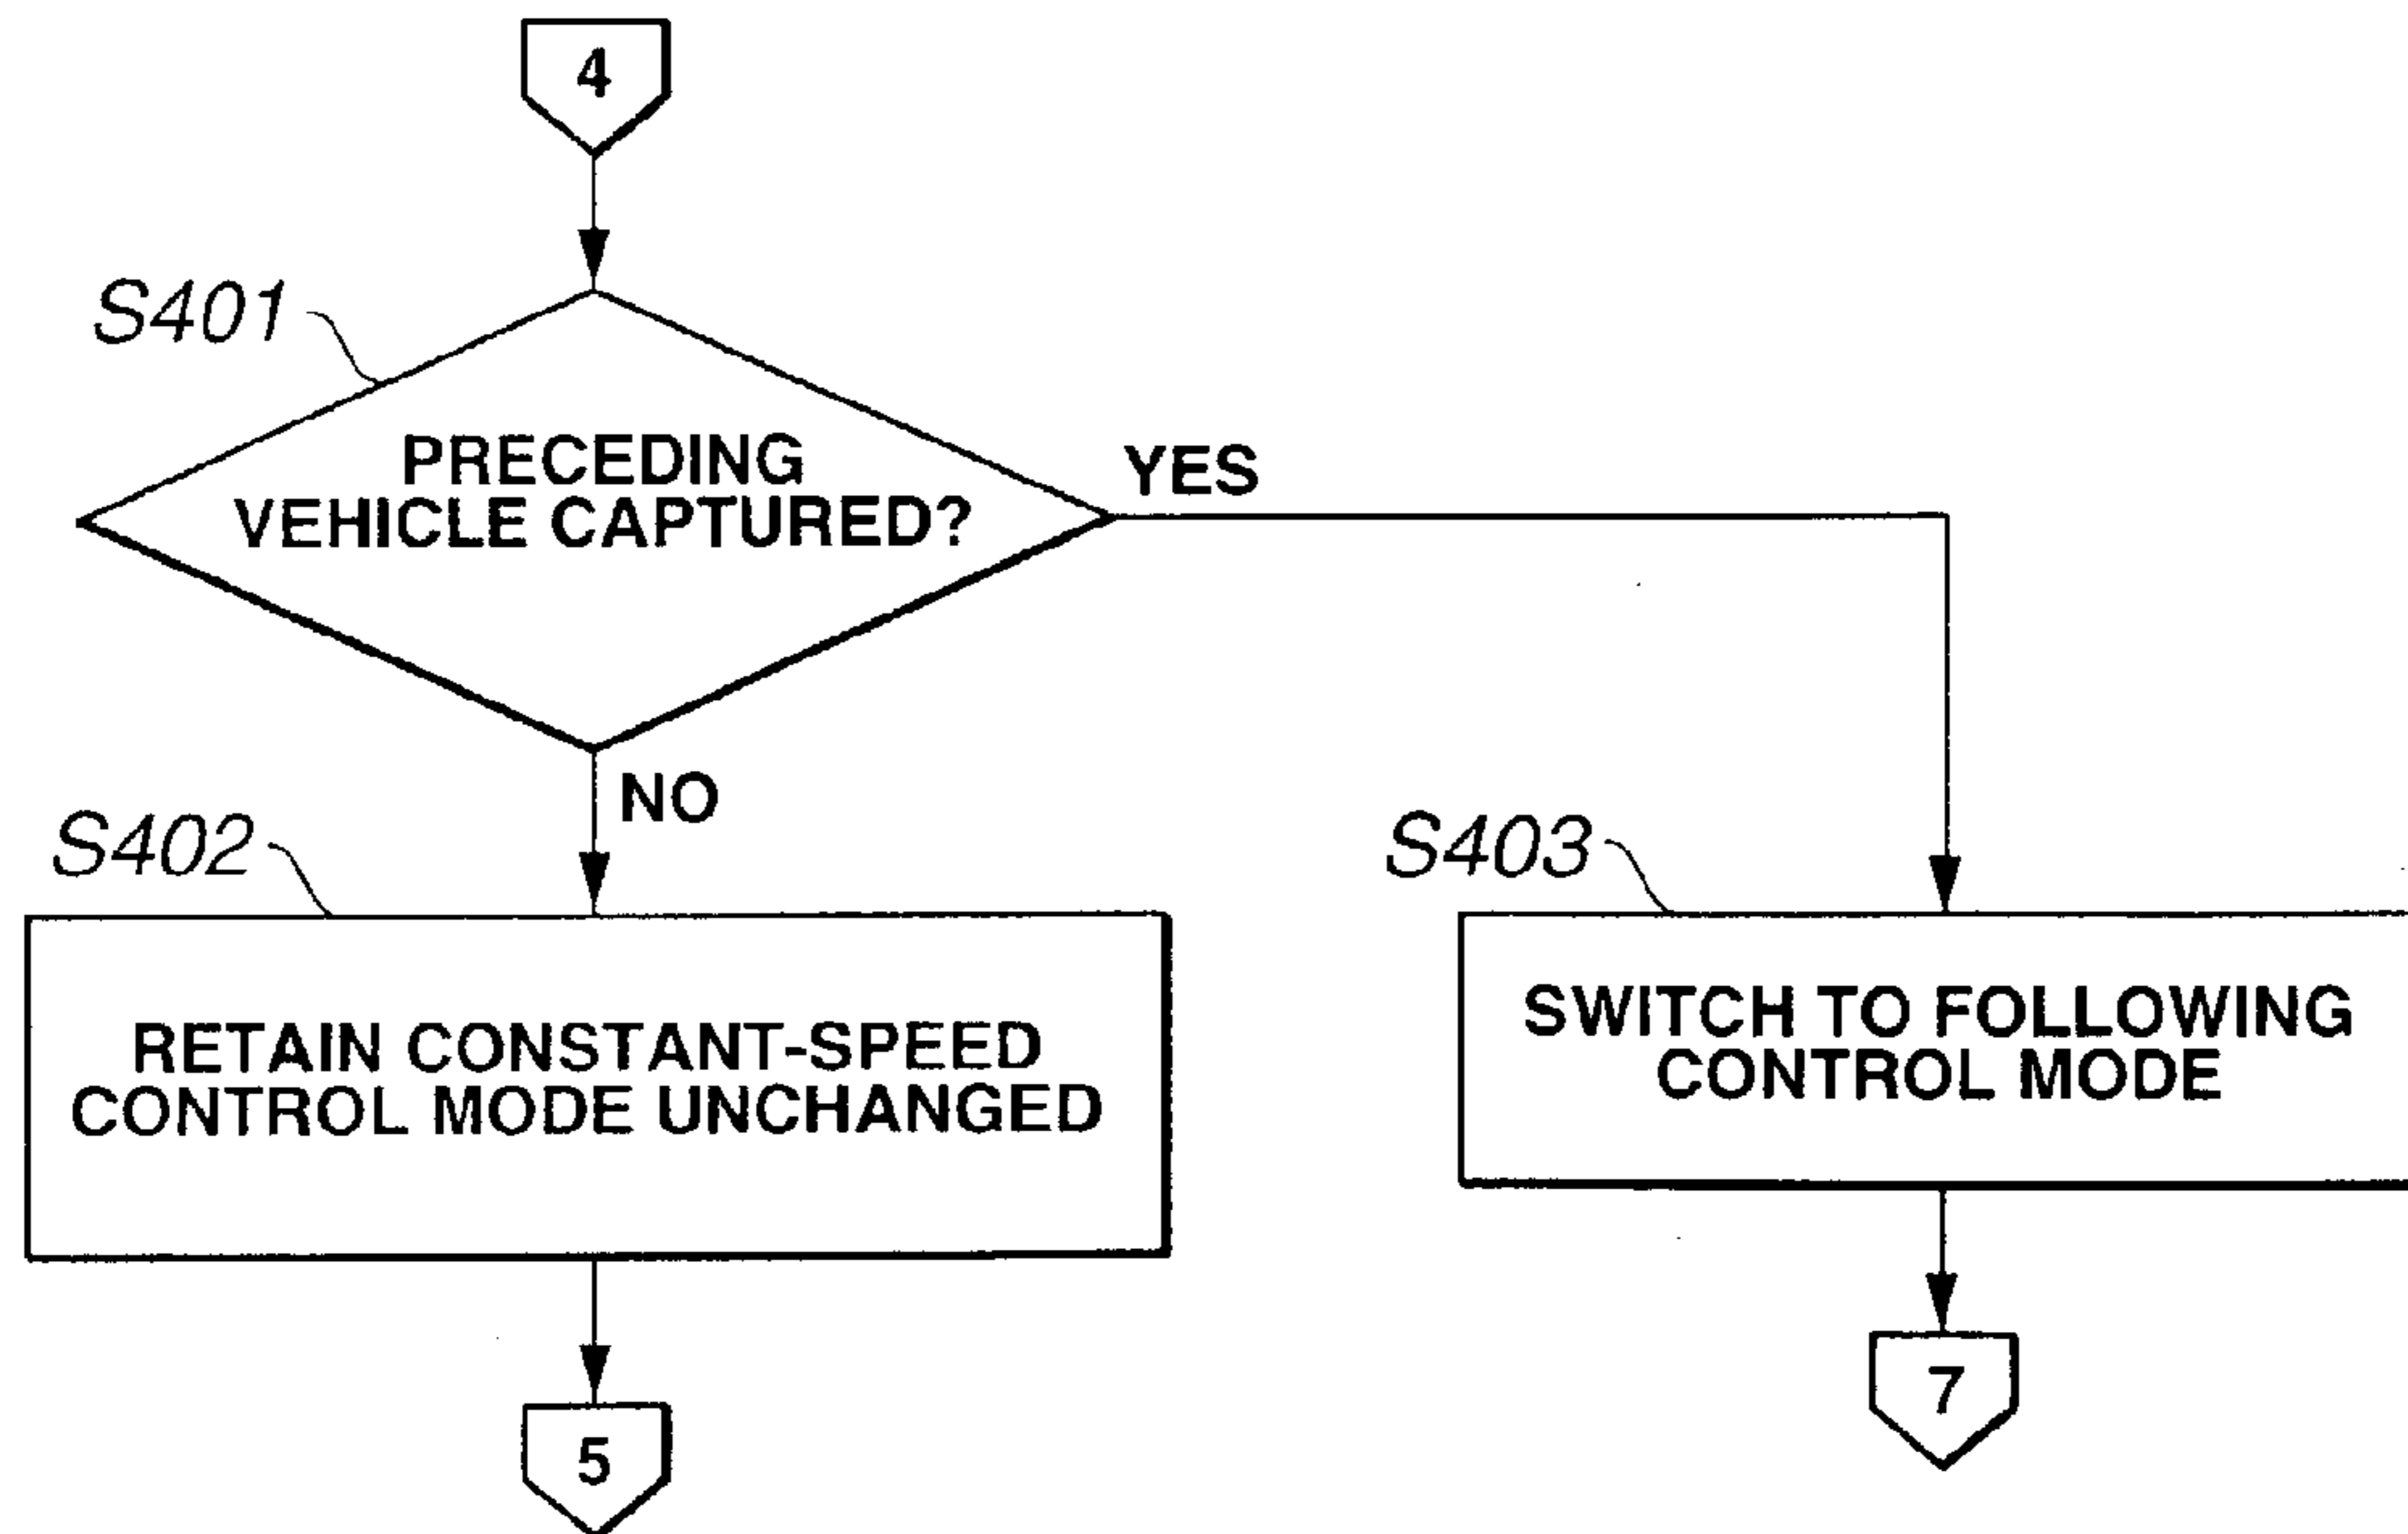 4
S401
PRECEDING
VEHICLE CAPTURED?
YES
NO
S402
RETAIN CONSTANT-SPEED
CONTROL MODE UNCHANGED
5
S403
SWITCH TO FOLLOWING
CONTROL MODE
7